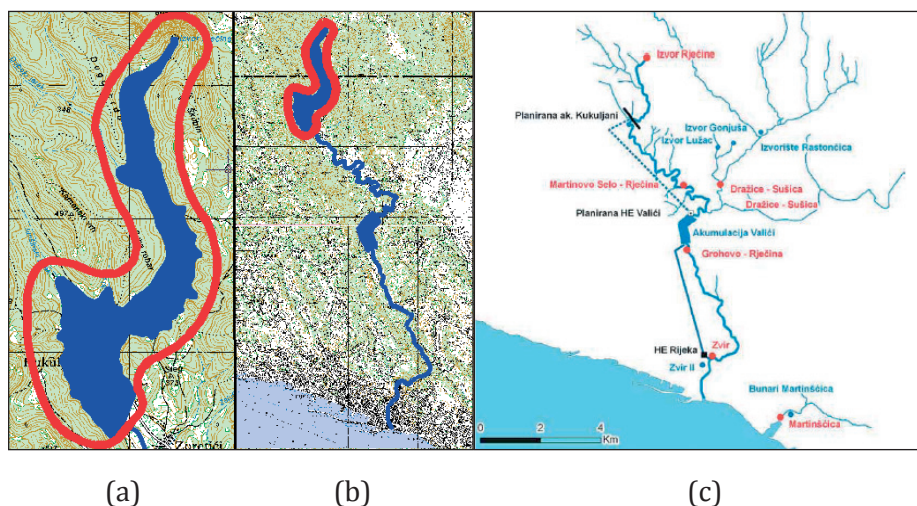 346
497
Zoretići
Izvor Rječine
Planirana ak. Kukuljani
Izvor Gonjuša
Izvor Lužac
Izvorište Rastončica
Martinovo Selo - Rječina
Dražice - Sušica
Dražice - Sušica
Planirana HE Valići
Akumulacija Valići
Grohovo - Rječina
HE Rijeka
Zvir
Zvir II
Bunari Martinšćica
Martinšćica
0 2 4
Km
(a) (b) (c)